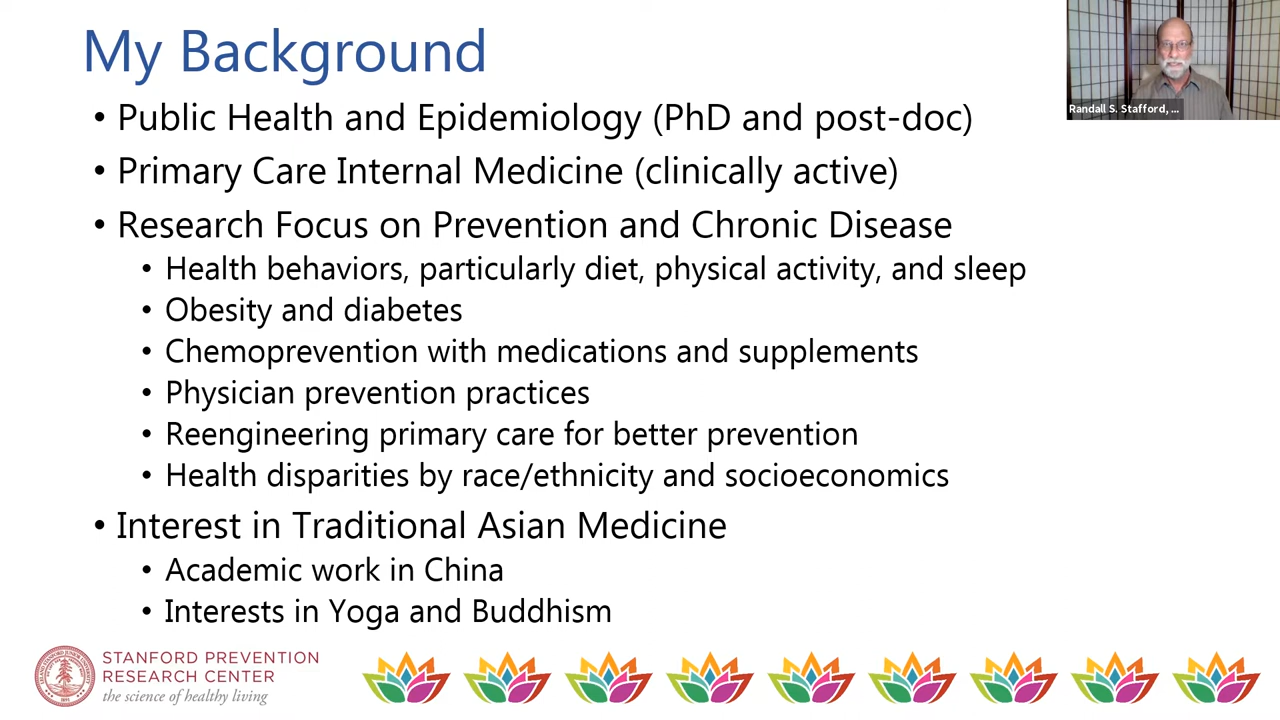 My Background
• Public Health and Epidemiology (PhD and post-doc)
• Primary Care Internal Medicine (clinically active)
• Research Focus on Prevention and Chronic Disease
• Health behaviors, particularly diet, physical activity, and sleep
• Obesity and diabetes
• Chemoprevention with medications and supplements
• Physician prevention practices
• Reengineering primary care for better prevention
• Health disparities by race/ethnicity and socioeconomics
• Interest in Traditional Asian Medicine
• Academic work in China
• Interests in Yoga and Buddhism
Randall S. Stafford, ...
STANFORD PREVENTION
RESEARCH CENTER
the science of healthy living